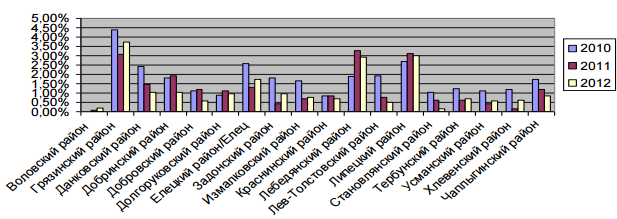 5,00%
4,50%
4,00%
3,50%
3,00%
2,50%
2,00%
1,50%
1,00%
0,50%
0,00%
2010
2011
2012
Воловский район
Грязинский район
Данковский район
Добринский район
Добровский район
Долгоруковский район
Елецкий район/Елец
Задонский район
Измалковский район
Краснинский район
Лебедянский район
Лев-Толстовский район
Липецкий район
Становлянский район
Тербунский район
Усманский район
Хлевенский район
Чаплыгинский район